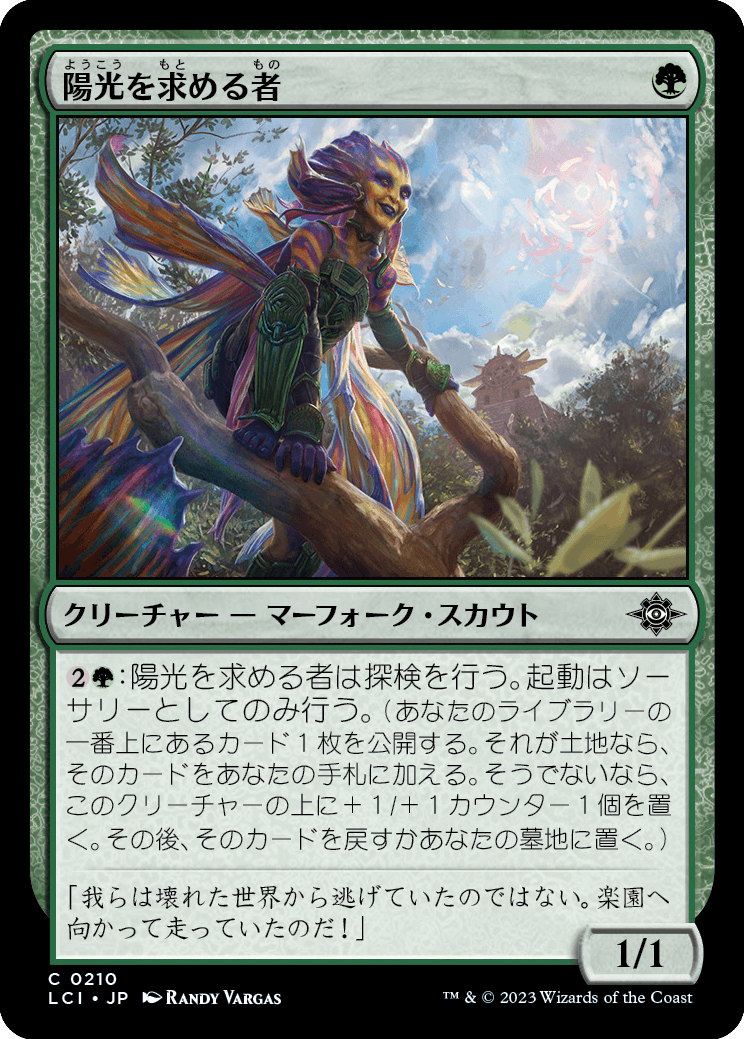 陽光を求める者
ようこう もと もの
クリーチャー — マーフォーク・スカウト
2:陽光を求める者は探検を行う。起動はソー
サリーとしてのみ行う。（あなたのライブラリーの
一番上にあるカード１枚を公開する。それが土地なら、
そのカードをあなたの手札に加える。そうでないなら、
このクリーチャーの上に＋１/＋１カウンター１個を置
く。その後、そのカードを戻すかあなたの墓地に置く。）
「我らは壊れた世界から逃げていたのではない。楽園へ
向かって走っていたのだ！」
1/1
C 0210
LCI • JP Randy Vargas
™ & © 2023 Wizards of the Coast